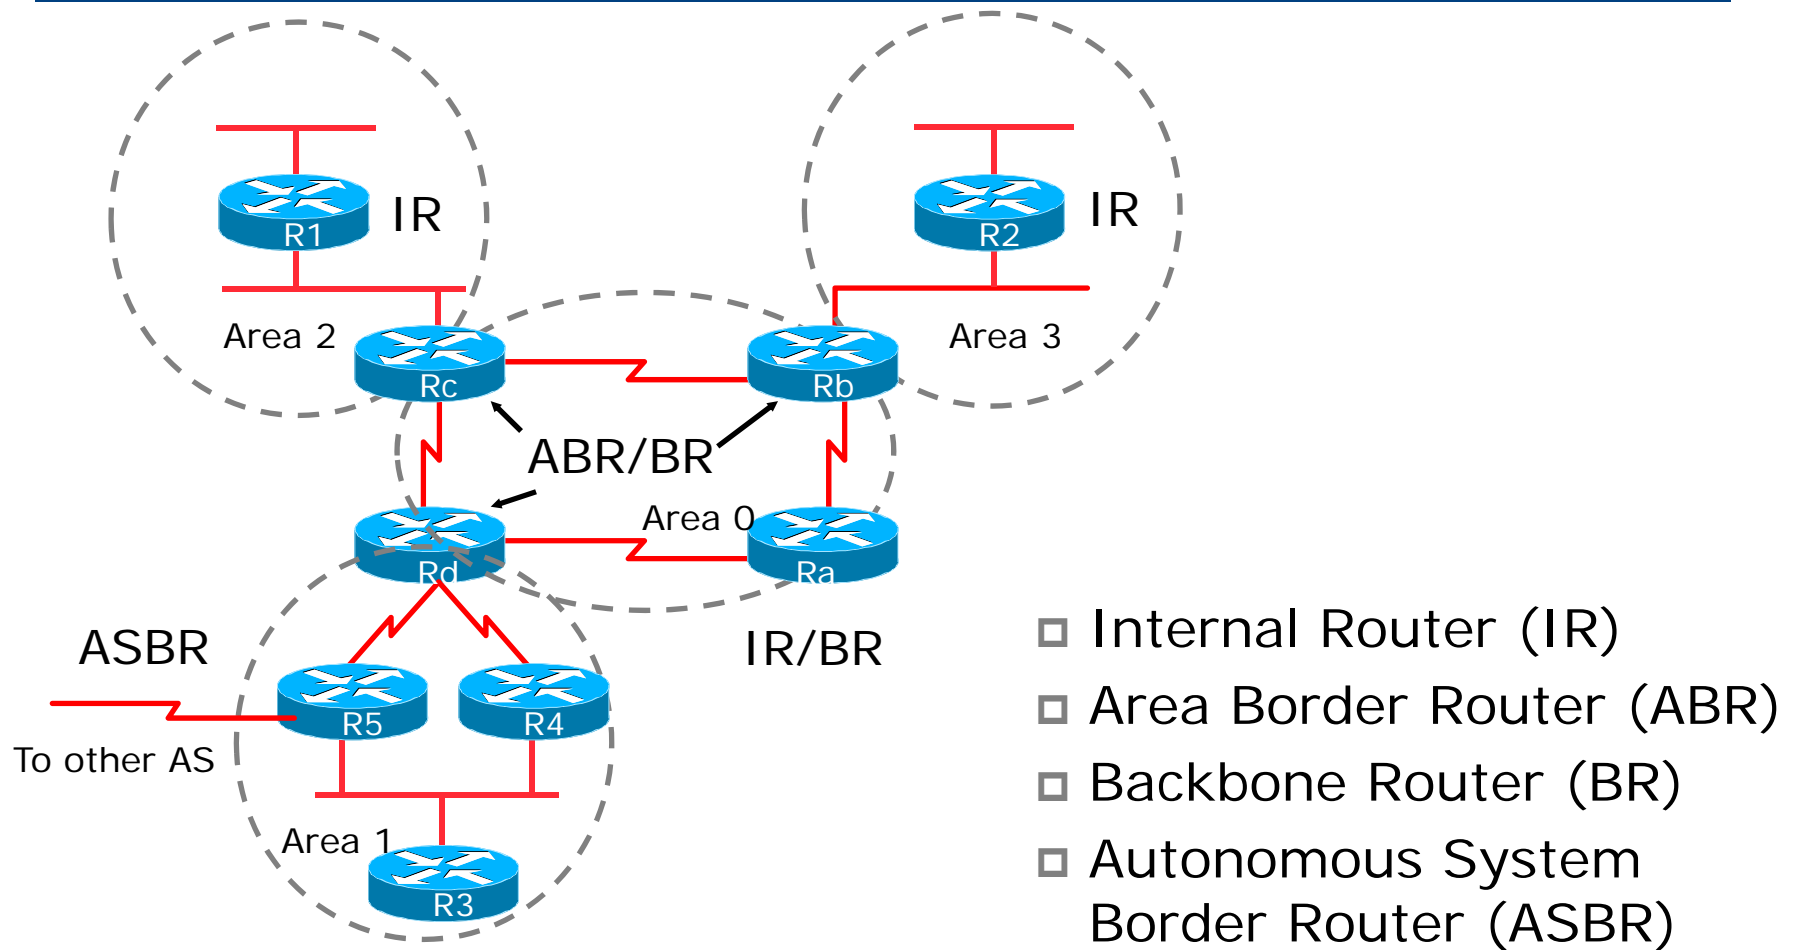 R1
IR
R2
IR
Area 2
Area 3
Rc
Rb
ABR/BR
Area 0
Rd
Ra
ASBR
IR/BR
R5
R4
To other AS
Area 1
R3
Internal Router (IR)
Area Border Router (ABR)
Backbone Router (BR)
Autonomous System
Border Router (ASBR)